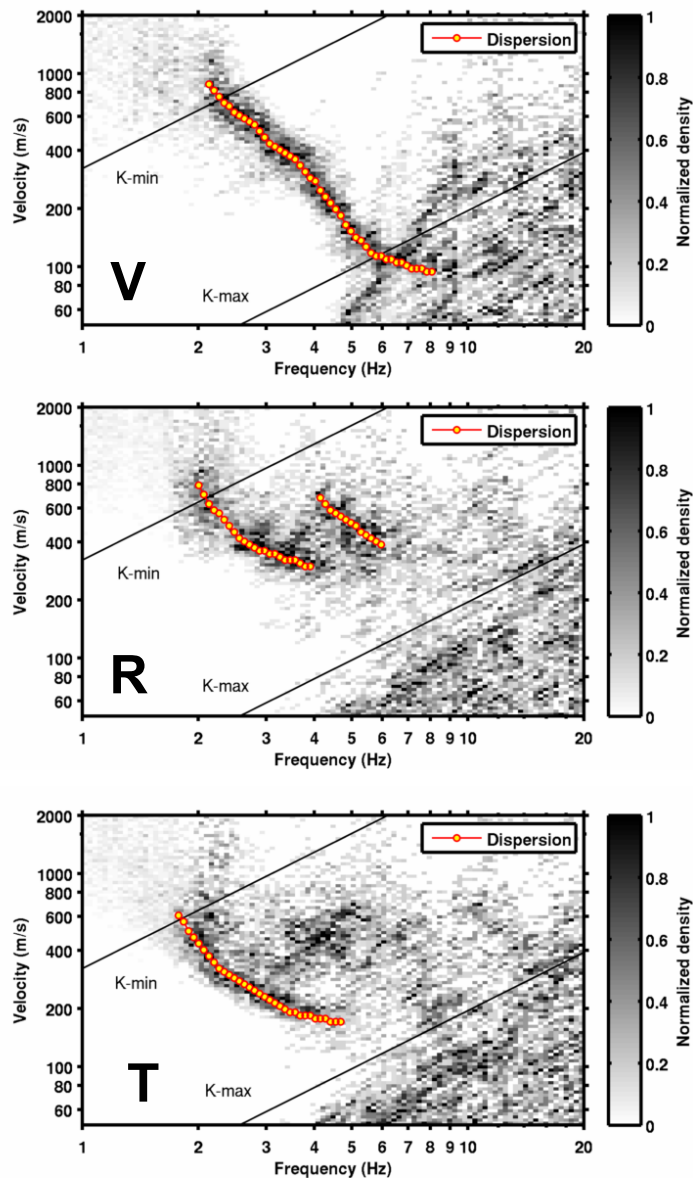 2000
1000
800
600
400
200
100
80
60
Velocity (m/s)
K-min
K-max
V
Dispersion
1 2 3 4 5 6 7 8 9 10 20
Frequency (Hz)
1
0.8
0.6
0.4
0.2
0
Normalized density
2000
1000
800
600
400
200
100
80
60
Velocity (m/s)
K-min
K-max
R
Dispersion
1 2 3 4 5 6 7 8 9 10 20
Frequency (Hz)
1
0.8
0.6
0.4
0.2
0
Normalized density
2000
1000
800
600
400
200
100
80
60
Velocity (m/s)
K-min
K-max
T
Dispersion
1 2 3 4 5 6 7 8 9 10 20
Frequency (Hz)
1
0.8
0.6
0.4
0.2
0
Normalized density